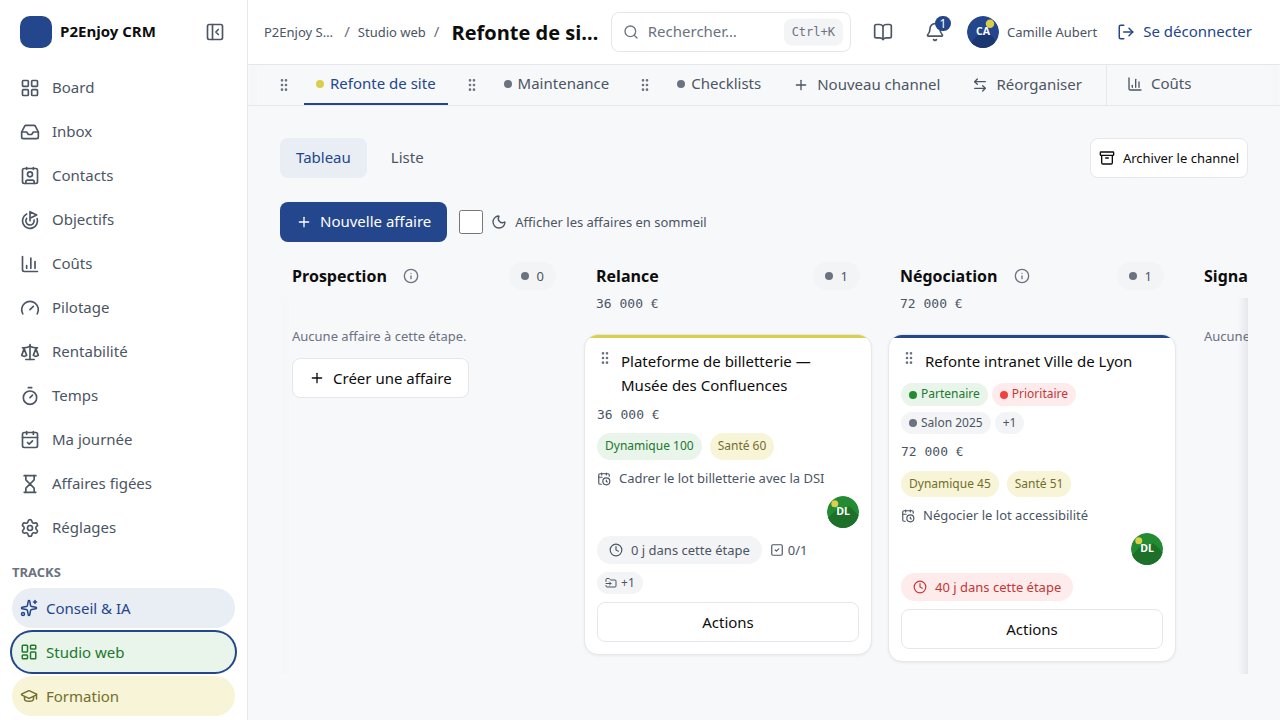 P2Enjoy CRM
P2Enjoy S... / Studio web / Refonte de si...
Rechercher... Ctrl+K
1
CA Camille Aubert
Se déconnecter
Board
Inbox
Contacts
Objectifs
Coûts
Pilotage
Rentabilité
Temps
Ma journée
Affaires figées
Réglages
TRACKS
Conseil & IA
Studio web
Formation
Refonte de site
Maintenance
Checklists
Nouveau channel
Réorganiser
Coûts
Tableau
Liste
Archiver le channel
Nouvelle affaire
Afficher les affaires en sommeil
Prospection 0
Aucune affaire à cette étape.
Créer une affaire
Relance 1
36 000 €
Plateforme de billetterie —
Musée des Confluences
36 000 €
Dynamique 100 Santé 60
Cadrer le lot billetterie avec la DSI
DL
0 j dans cette étape 0/1
+1
Actions
Négociation 1
72 000 €
Refonte intranet Ville de Lyon
Partenaire Prioritaire
Salon 2025 +1
72 000 €
Dynamique 45 Santé 51
Négocier le lot accessibilité
DL
40 j dans cette étape
Actions
Signa
Aucune